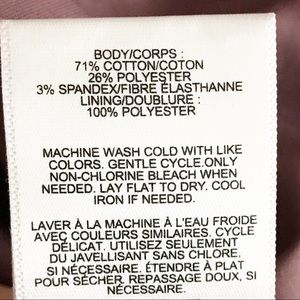 BODY/CORPS :
71% COTTON/COTON
26% POLYESTER
3% SPANDEX/FIBRE ÉLASTHANNE
LINING/DOUBLURE :
100% POLYESTER
MACHINE WASH COLD WITH LIKE
COLORS. GENTLE CYCLE.ONLY
NON-CHLORINE BLEACH WHEN
NEEDED. LAY FLAT TO DRY. COOL
IRON IF NEEDED.
LAVER À LA MACHINE À L'EAU FROIDE
AVEC COULEURS SIMILAIRES. CYCLE
DÉLICAT. UTILISEZ SEULEMENT
DU JAVELLISANT SANS CHLORE,
SI NÉCESSAIRE. ÉTENDRE À PLAT
POUR SÉCHER. REPASSAGE DOUX, SI
NÉCESSAIRE.